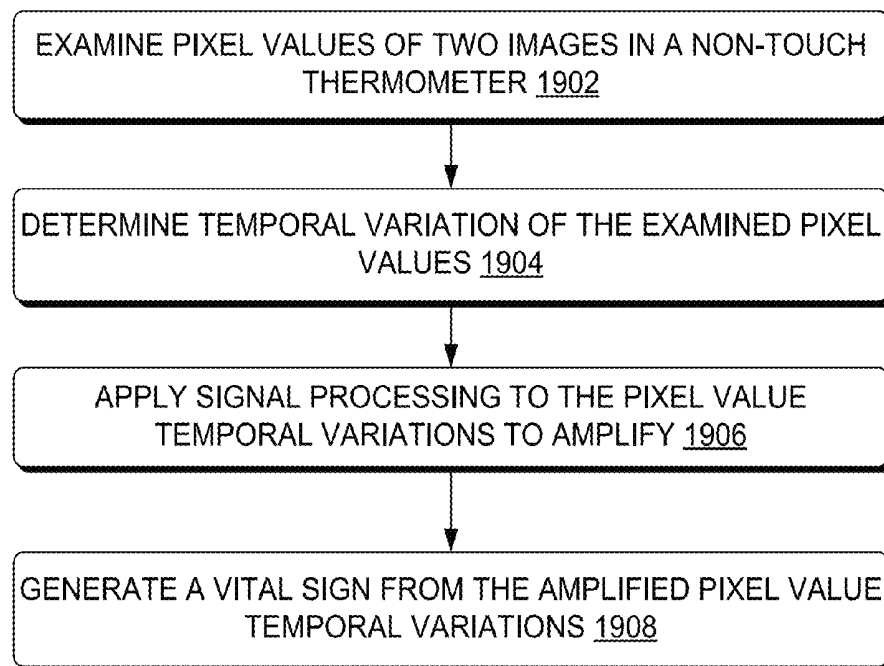 EXAMINE PIXEL VALUES OF TWO IMAGES IN A NON-TOUCH
THERMOMETER 1902
DETERMINE TEMPORAL VARIATION OF THE EXAMINED PIXEL
VALUES 1904
APPLY SIGNAL PROCESSING TO THE PIXEL VALUE
TEMPORAL VARIATIONS TO AMPLIFY 1906
GENERATE A VITAL SIGN FROM THE AMPLIFIED PIXEL VALUE
TEMPORAL VARIATIONS 1908